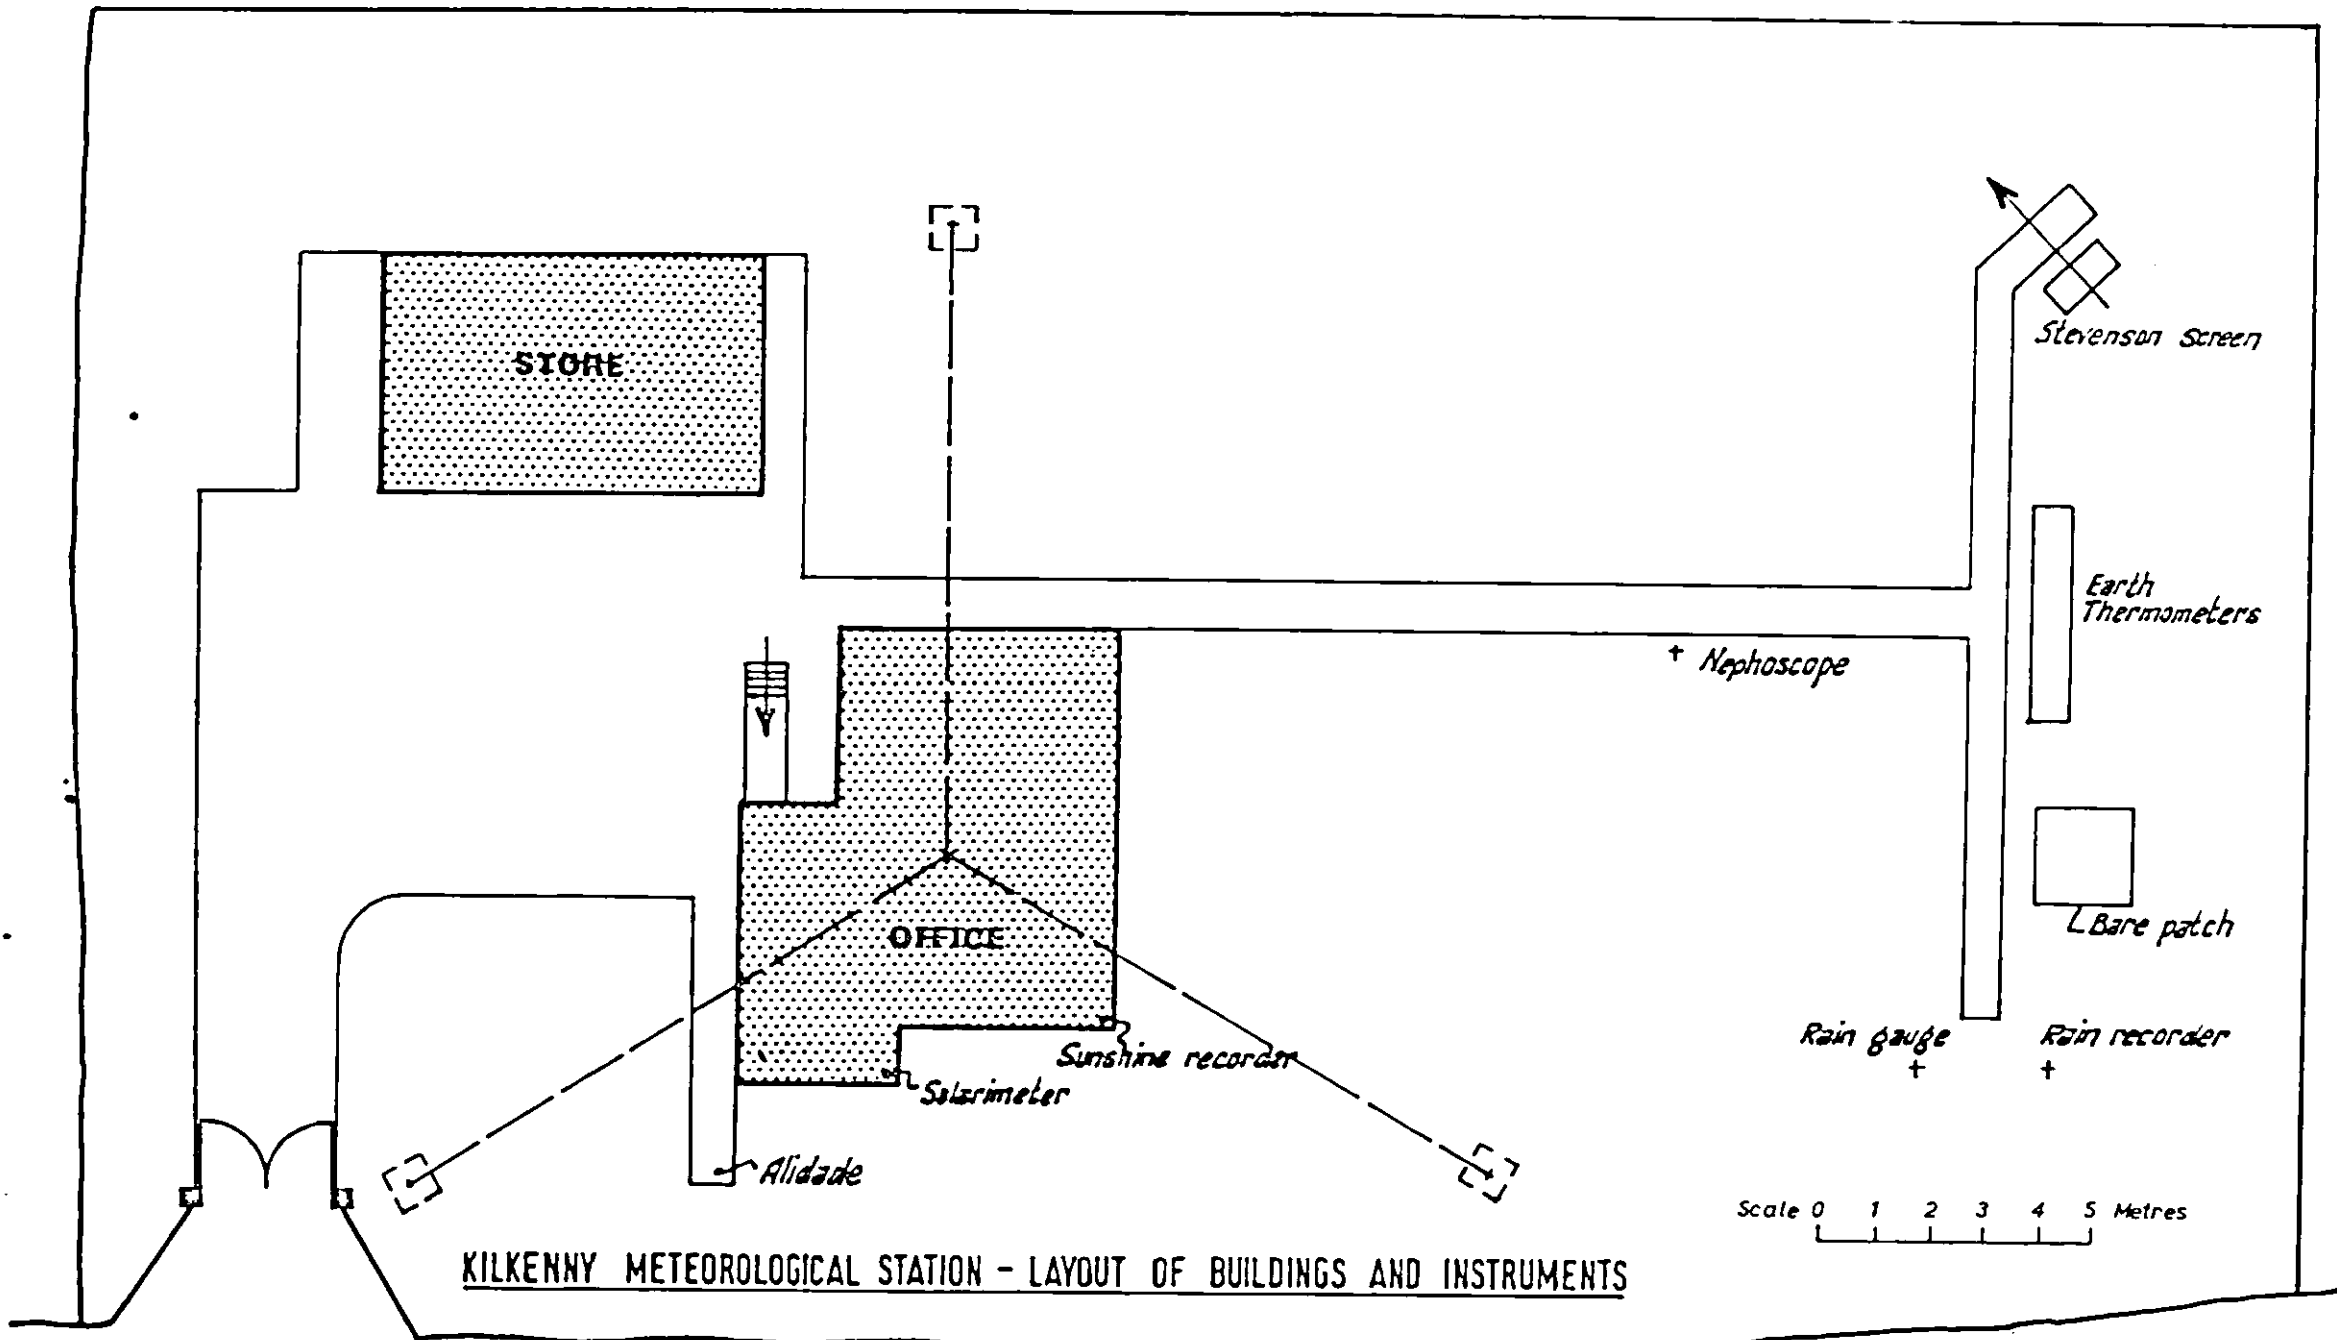 STORE
Stevenson screen
Earth
Thermometers
Nephoscope
Bare patch
OFFICE
Rain gauge
Rain recorder
Sunshine recorder
Solarimeter
Alidade
Scale 0 1 2 3 4 5 Metres
KILKENNY METEOROLOGICAL STATION - LAYOUT OF BUILDINGS AND INSTRUMENTS